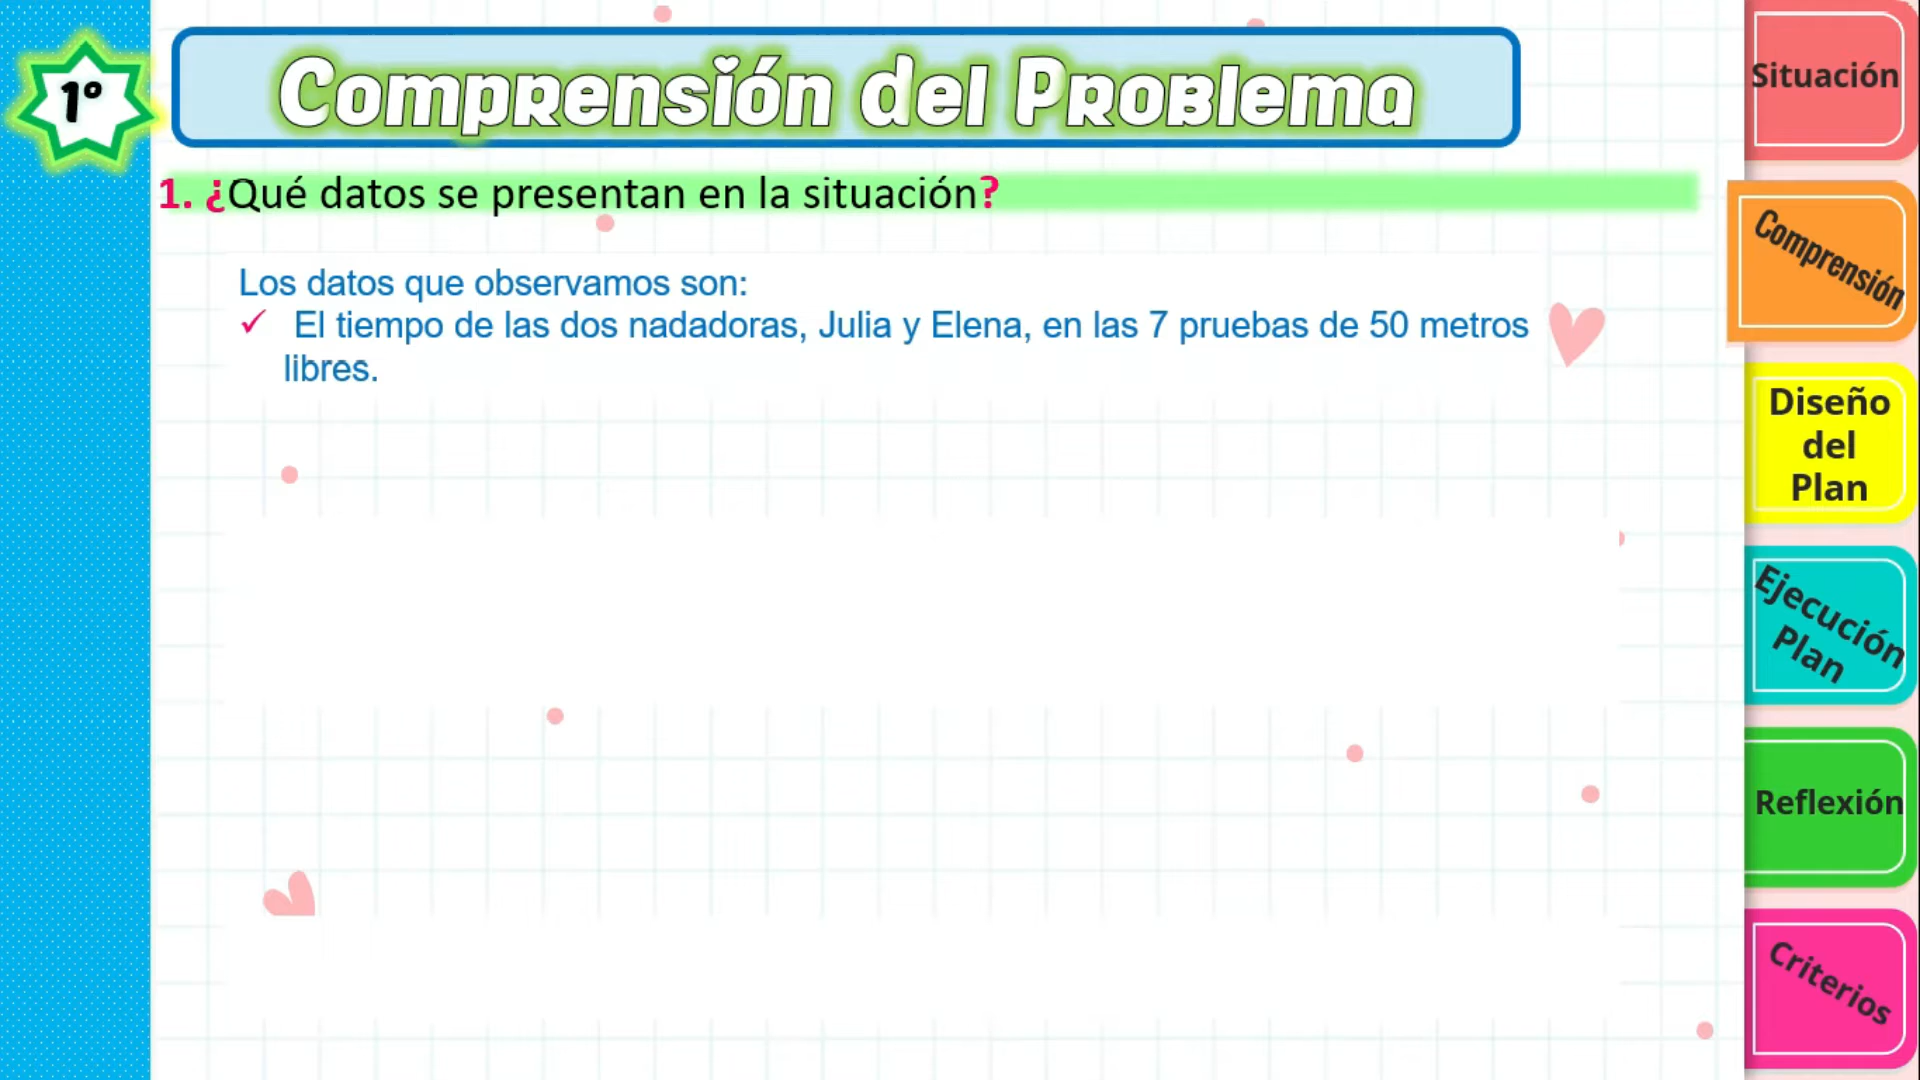 1º
Comprensión del Problema
1. ¿Qué datos se presentan en la situación?
Los datos que observamos son:
✓ El tiempo de las dos nadadoras, Julia y Elena, en las 7 pruebas de 50 metros
libres.
Situación
Comprensión
Diseño
del
Plan
Ejecución
Plan
Reflexión
Criterios